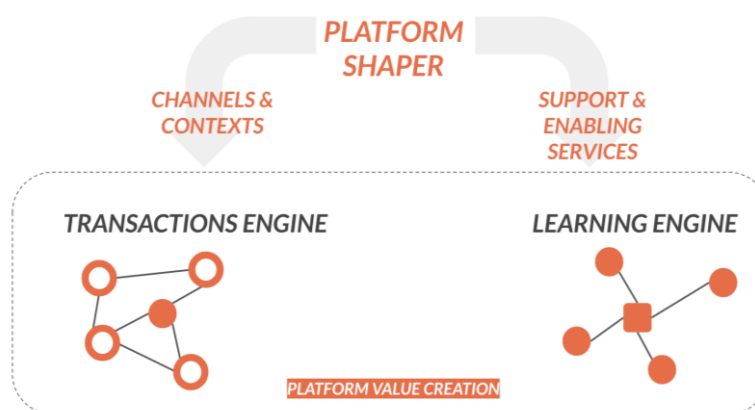 PLATFORM
SHAPER
CHANNELS &
CONTEXTS
SUPPORT &
ENABLING
SERVICES
TRANSACTIONS ENGINE
LEARNING ENGINE
PLATFORM VALUE CREATION